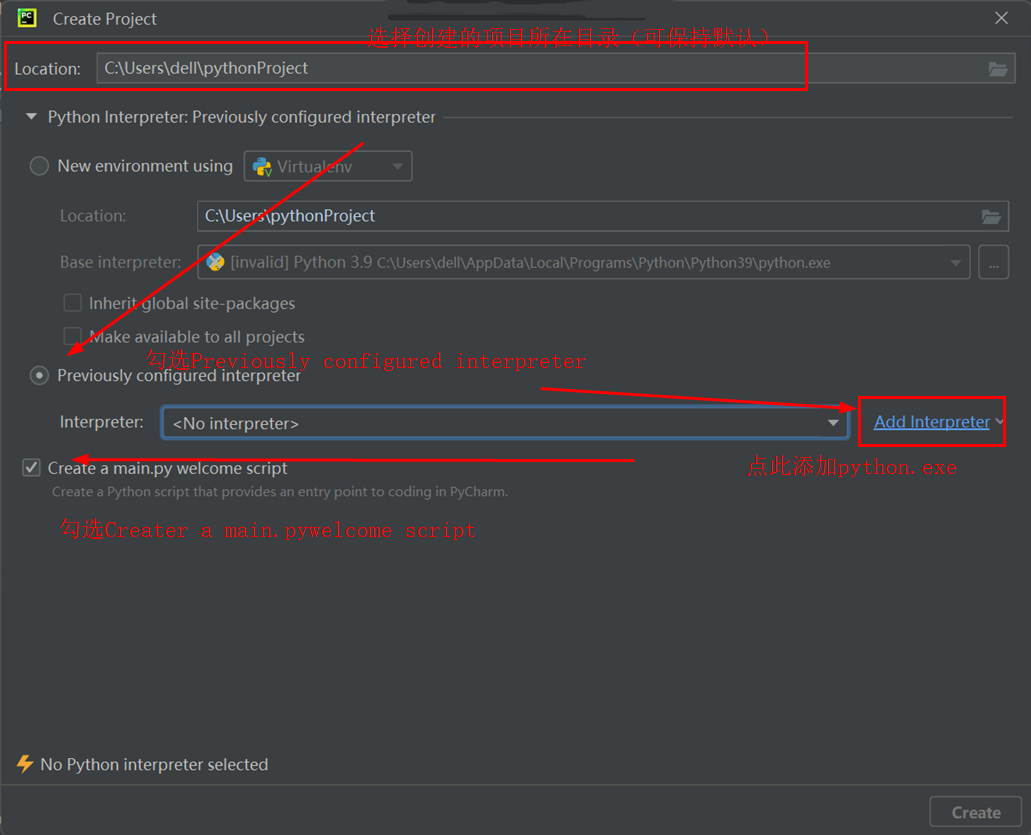 PC
Create Project
选择创建的项目所在目录（可保持默认）
Location: C:\Users\dell\pythonProject
Python Interpreter: Previously configured interpreter
New environment using Virtualenv
Location: C:\Users\pythonProject
Base interpreter: [invalid] Python 3.9 C:\Users\dell\AppData\Local\Programs\Python\Python39\python.exe ...
Inherit global site-packages
Make available to all projects
勾选Previously configured interpreter
Previously configured interpreter
Interpreter: <No interpreter> Add Interpreter
点此添加python.exe
Create a main.py welcome script
Create a Python script that provides an entry point to coding in PyCharm.
勾选Creater a main.pywelcome script
No Python interpreter selected
Create